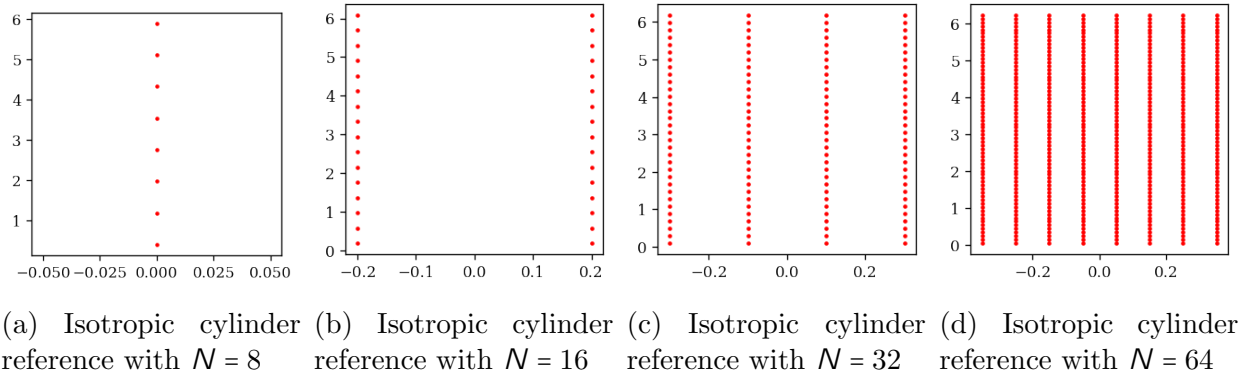 6
5
4
3
2
1
−0.050 −0.025 0.000 0.025 0.050
6
5
4
3
2
1
0
−0.2 −0.1 0.0 0.1 0.2
6
5
4
3
2
1
0
−0.2 0.0 0.2
6
5
4
3
2
1
0
−0.2 0.0 0.2
(a) Isotropic cylinder
reference with N = 8
(b) Isotropic cylinder
reference with N = 16
(c) Isotropic cylinder
reference with N = 32
(d) Isotropic cylinder
reference with N = 64